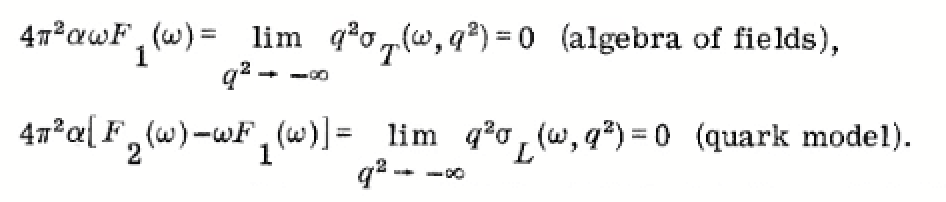 4π²αωF₁(ω) = lim q²σ_T(ω, q²) = 0 (algebra of fields),
q² → −∞
4π²α[F₂(ω)−ωF₁(ω)] = lim q²σ_L(ω, q²) = 0 (quark model).
q² → −∞